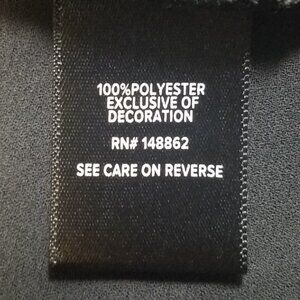 100%POLYESTER
EXCLUSIVE OF
DECORATION
RN# 148862
SEE CARE ON REVERSE